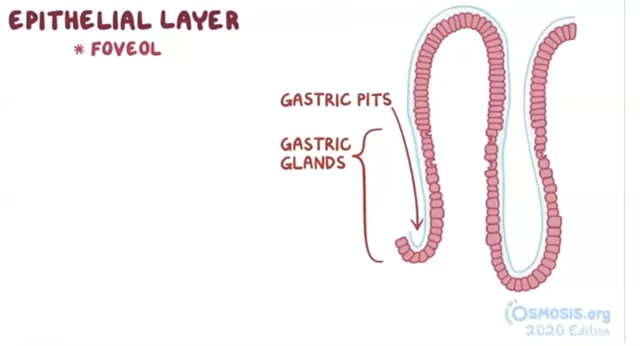 EPITHELIAL LAYER
* FOVEOL
GASTRIC PITS
GASTRIC
GLANDS
OSMOSIS.org
2020 Edition